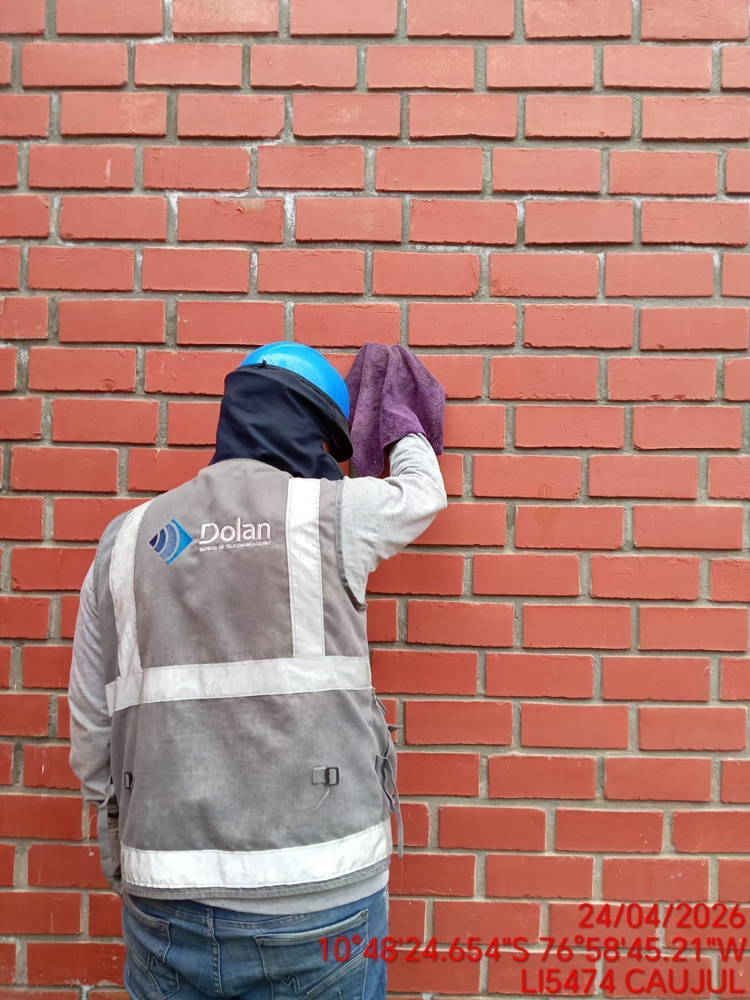 Dolan
EMPRESA DE TELECOMUNICACIONES
24/04/2026
10°48'24.654"S 76°58'45.21"W
LI5474 CAUJUL